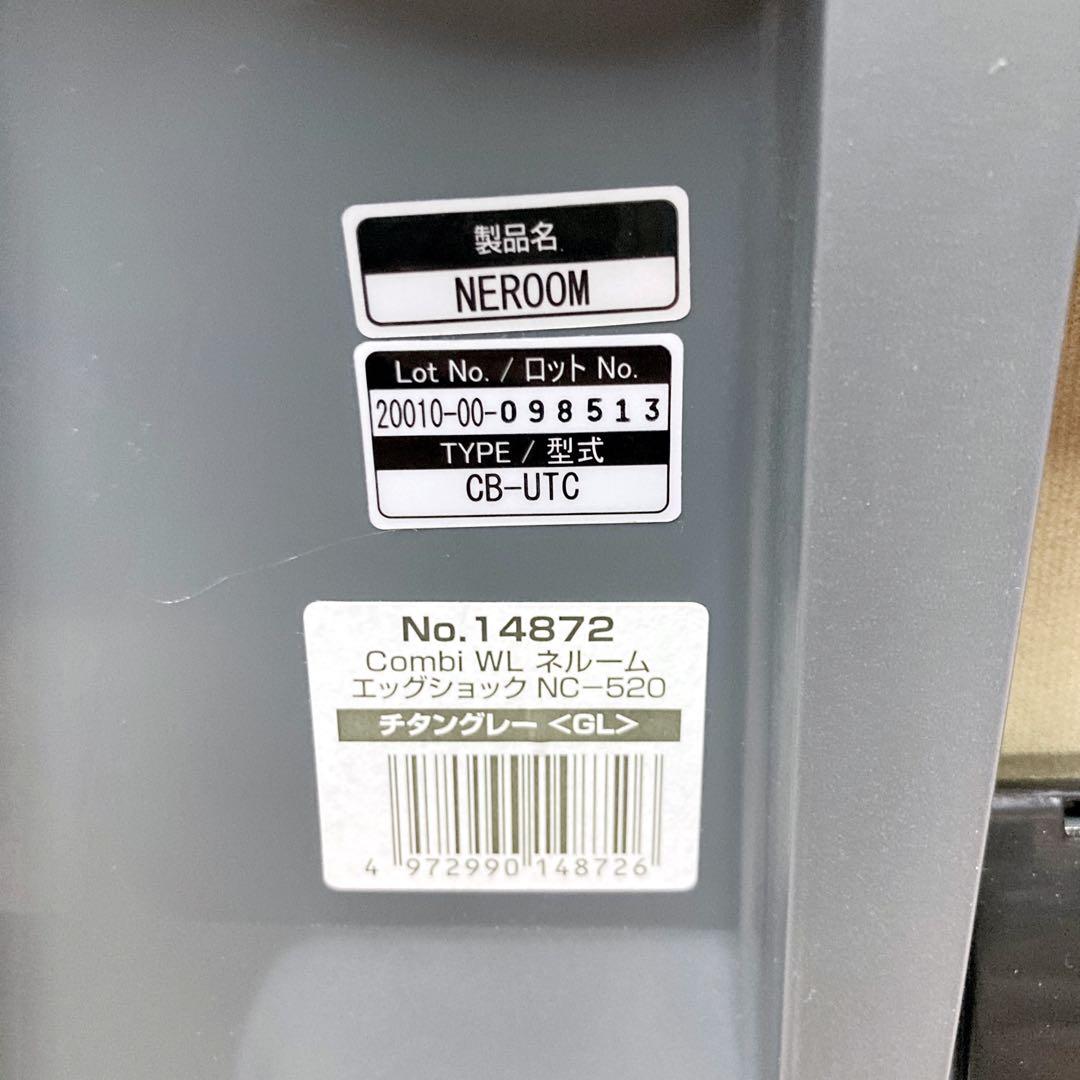 製品名
NEROOM
Lot No. / ロット No.
20010-00-098513
TYPE / 型式
CB-UTC
No.14872
Combi WL ネルーム
エッグショック NC-520
チタングレー <GL>
4 972990 148726